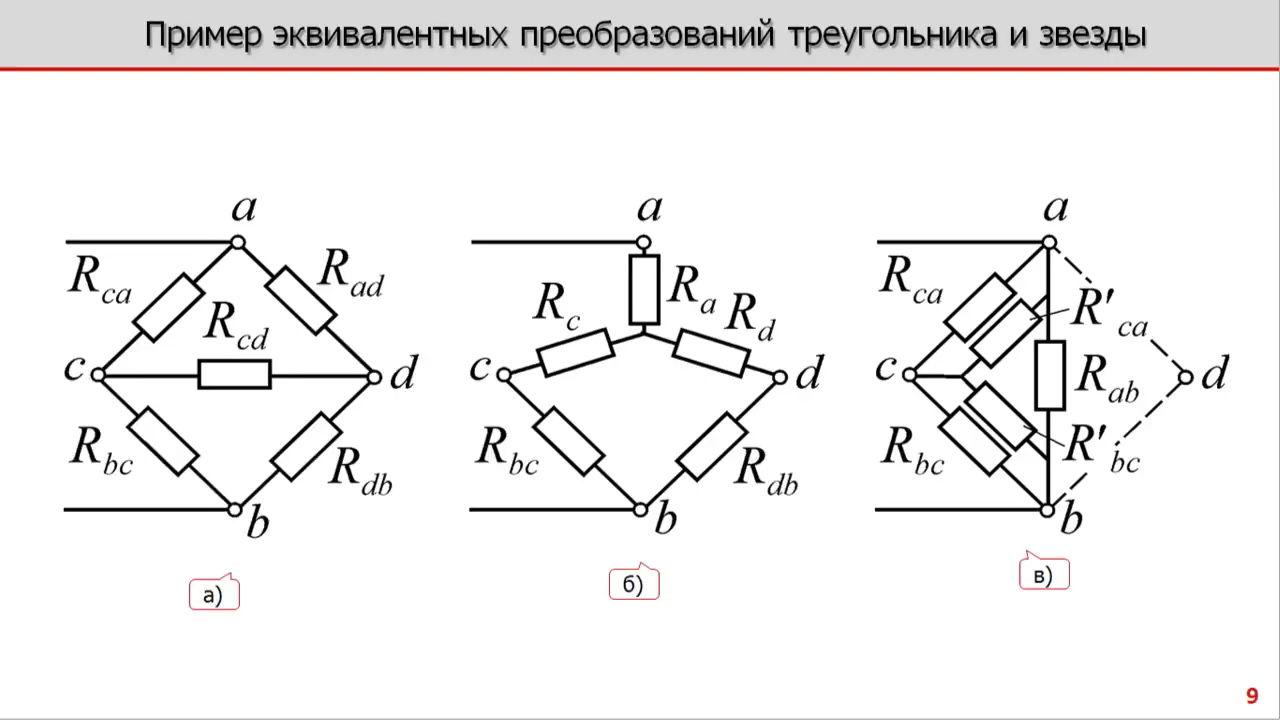 Пример эквивалентных преобразований треугольника и звезды
a
R_ca
R_ad
R_cd
c
d
R_bc
R_db
b
а)
a
R_c
R_a
R_d
c
d
R_bc
R_db
b
б)
a
R_ca
R'_ca
c
R_ab
d
R_bc
R'_bc
b
в)
9